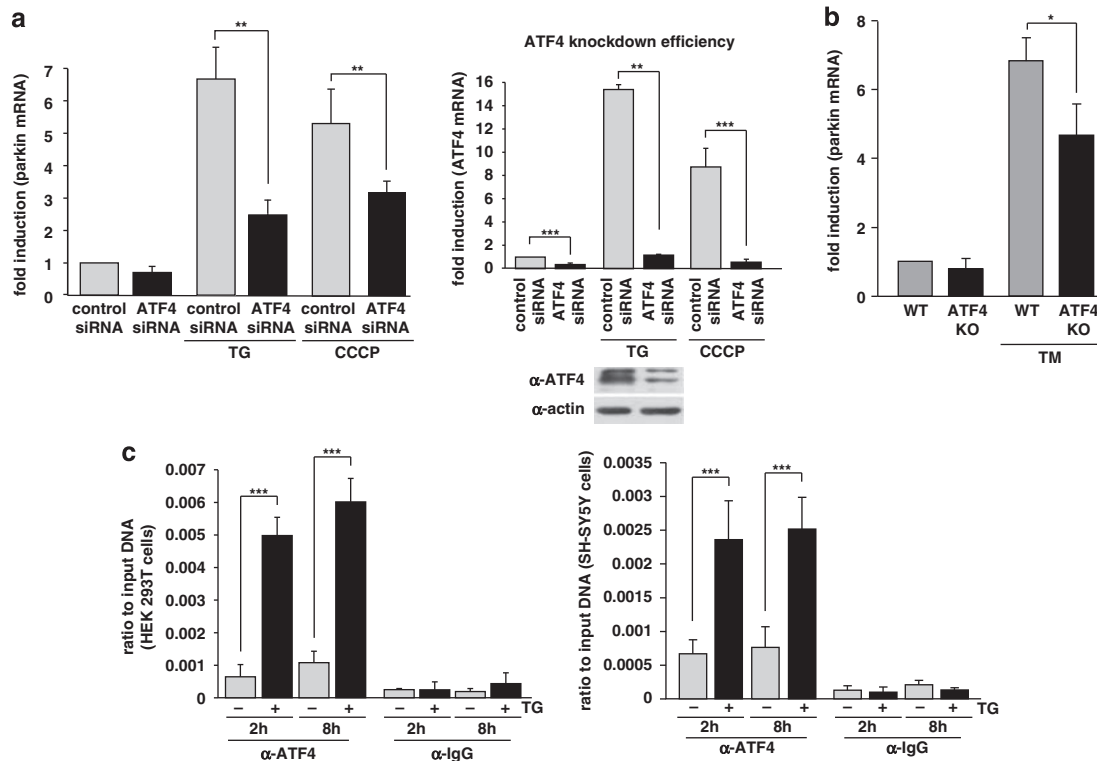 a
fold induction (parkin mRNA)
7
6
5
4
3
2
1
0
**
**
control siRNA
ATF4 siRNA
control siRNA
ATF4 siRNA
control siRNA
ATF4 siRNA
TG
CCCP
ATF4 knockdown efficiency
fold induction (ATF4 mRNA)
16
14
12
10
8
6
4
2
0
***
**
***
control siRNA
ATF4 siRNA
control siRNA
ATF4 siRNA
control siRNA
ATF4 siRNA
TG
CCCP
α-ATF4
α-actin
b
fold induction (parkin mRNA)
8
6
4
2
0
*
WT
ATF4 KO
WT
ATF4 KO
TM
c
ratio to input DNA
(HEK 293T cells)
0.007
0.006
0.005
0.004
0.003
0.002
0.001
0
***
***
– + – + – + – + TG
2h 8h 2h 8h
α-ATF4 α-IgG
ratio to input DNA (SH-SY5Y cells)
0.0035
0.003
0.0025
0.002
0.0015
0.001
0.0005
0
***
***
– + – + – + – + TG
2h 8h 2h 8h
α-ATF4 α-IgG